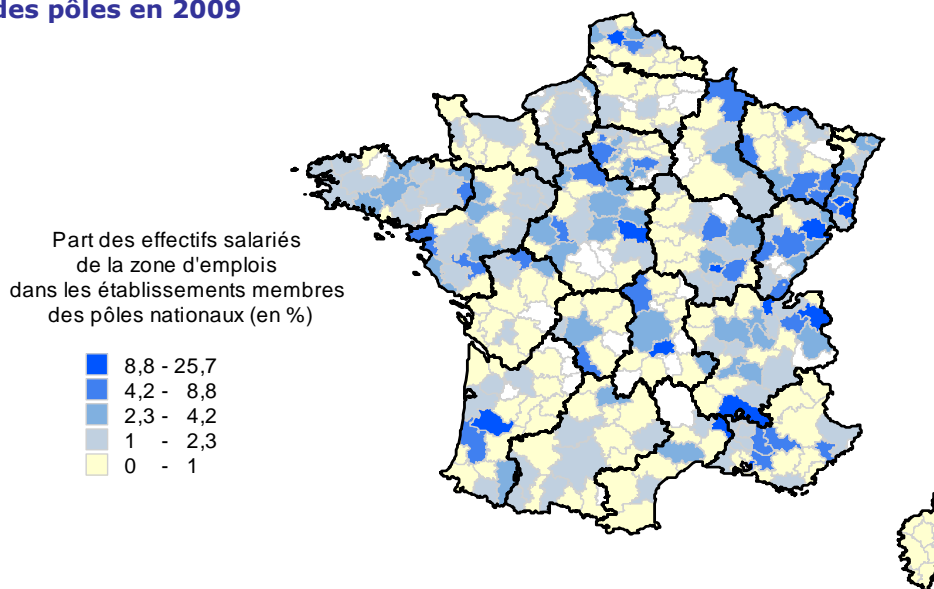 des pôles en 2009
Part des effectifs salariés
de la zone d'emplois
dans les établissements membres
des pôles nationaux (en %)
8,8 - 25,7
4,2 - 8,8
2,3 - 4,2
1 - 2,3
0 - 1